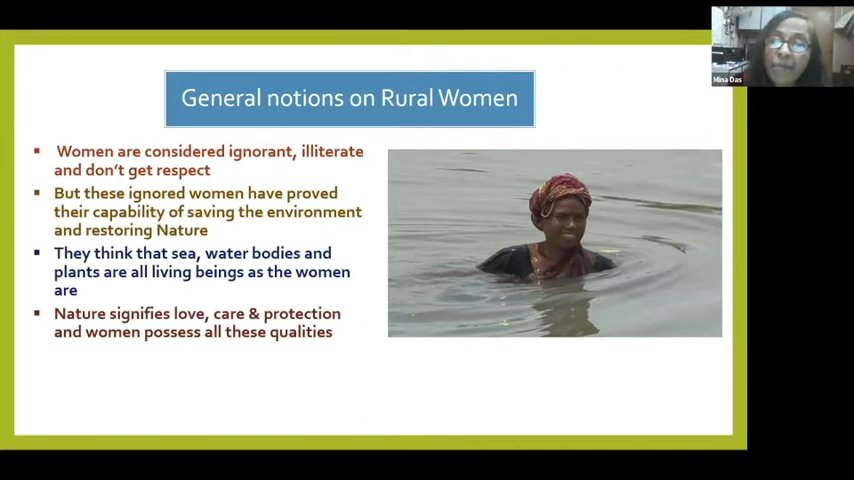 General notions on Rural Women
Mina Das
Women are considered ignorant, illiterate
and don't get respect
But these ignored women have proved
their capability of saving the environment
and restoring Nature
They think that sea, water bodies and
plants are all living beings as the women
are
Nature signifies love, care & protection
and women possess all these qualities